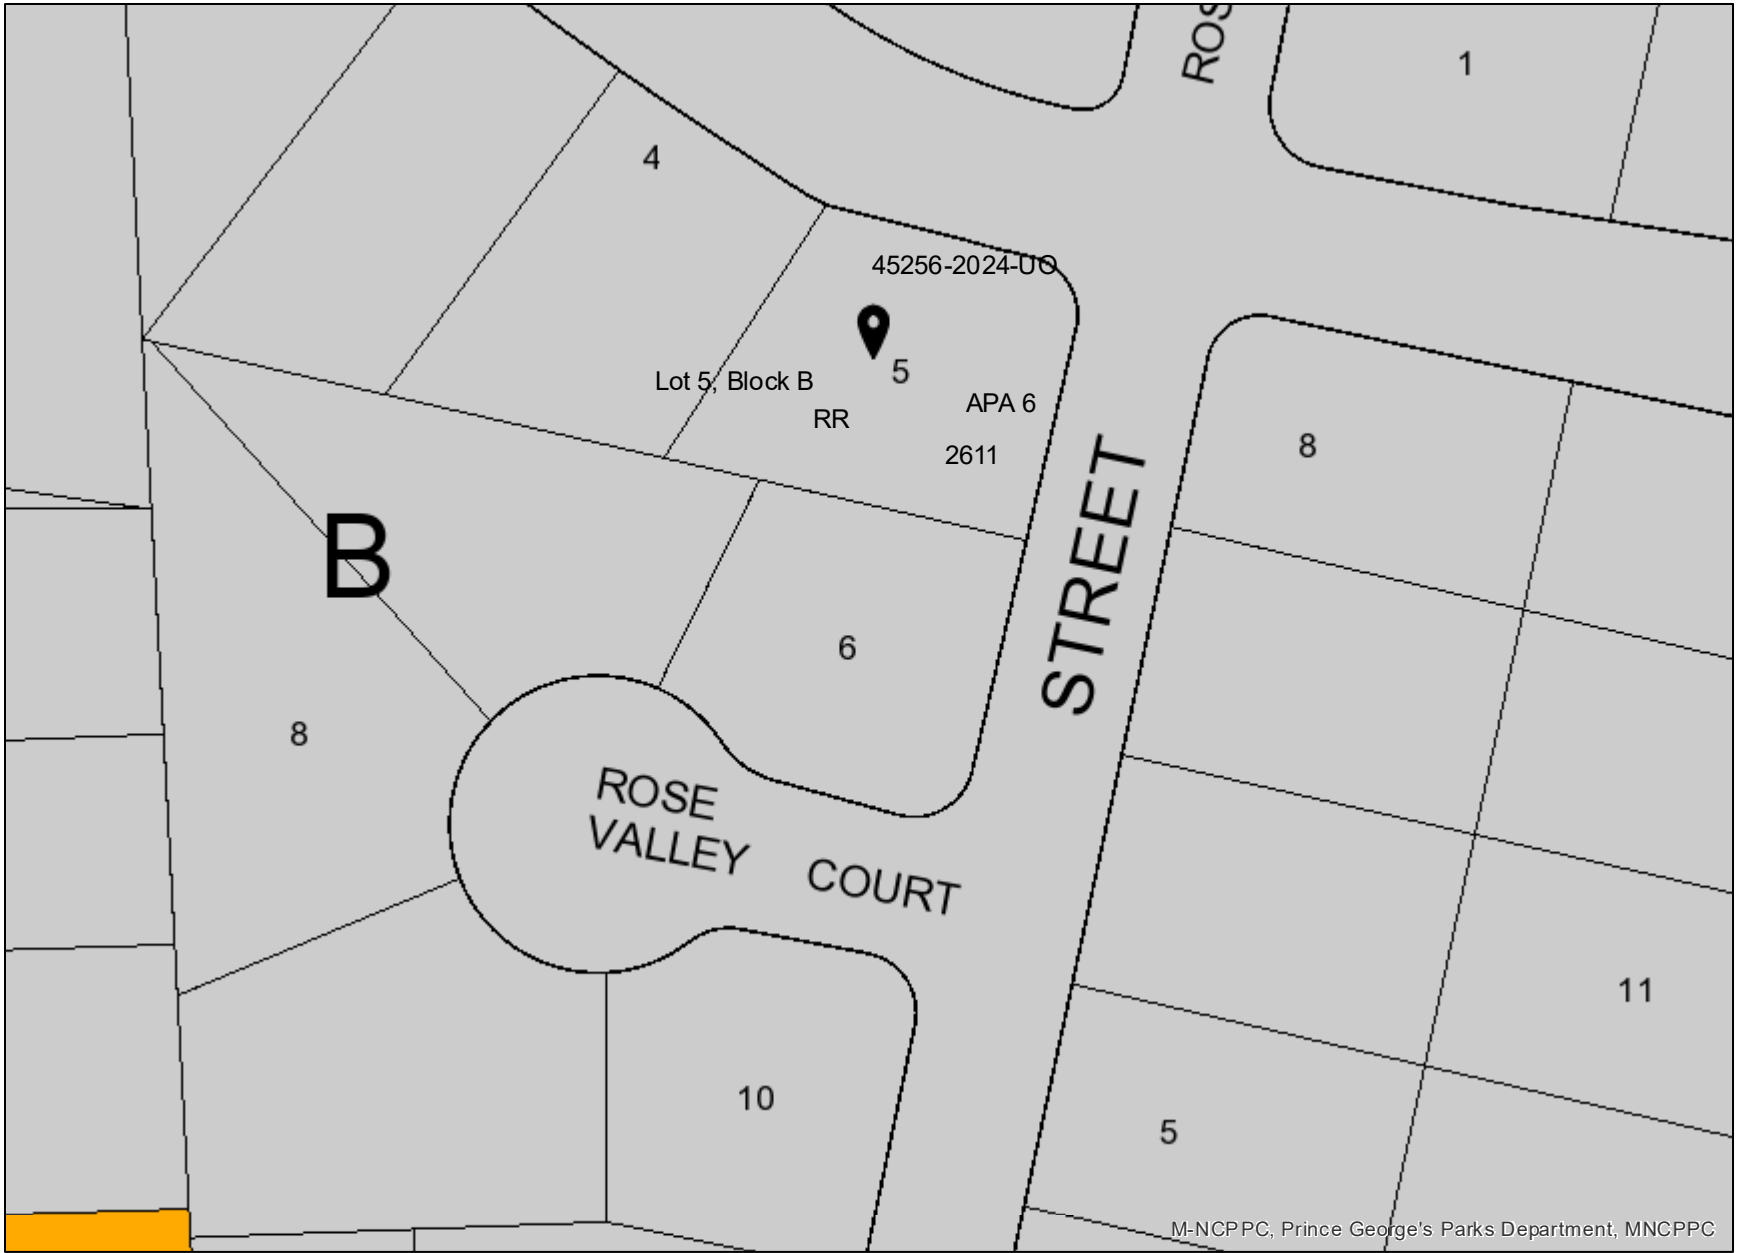 1
4
45256-2024-UO
5
Lot 5, Block B
APA 6
RR
2611
8
STREET
B
6
8
ROSE
VALLEY COURT
11
10
5
M-NCPPC, Prince George's Parks Department, MNCPPC